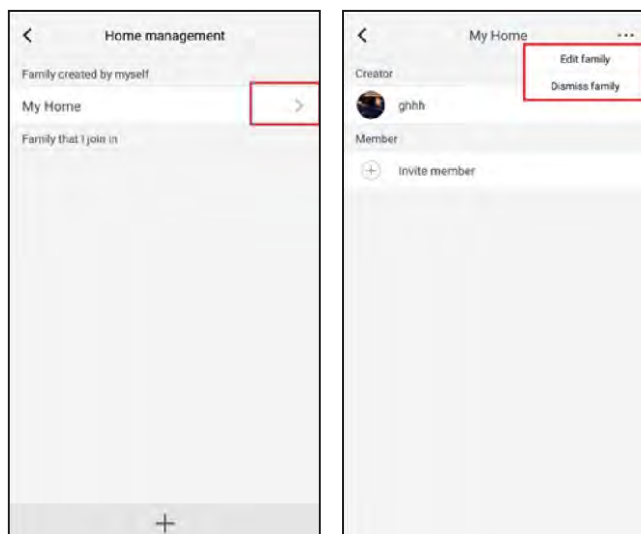 Home management
Family created by myself
My Home
Family that I join in
My Home
Edit family
Dismiss family
Creator
ghhh
Member
Invite member